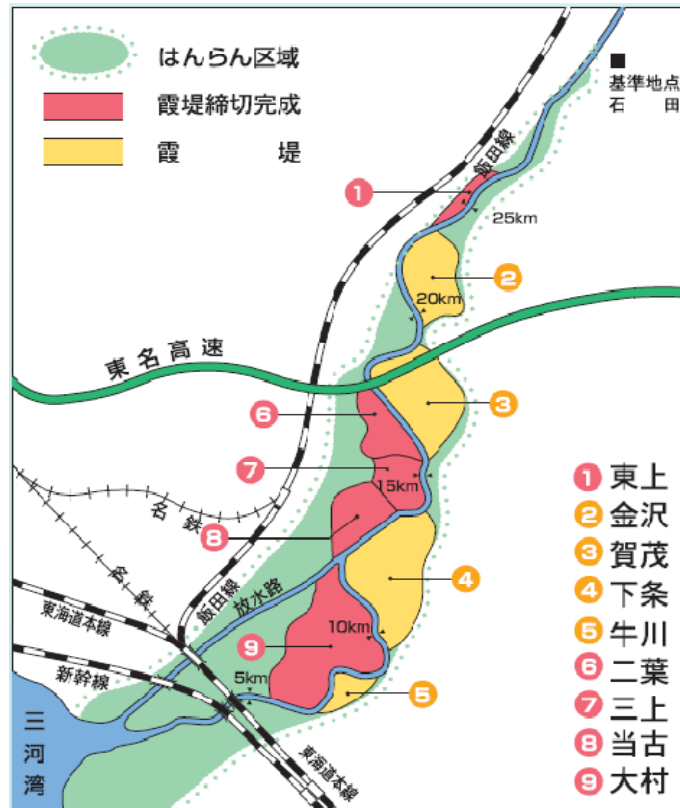 はんらん区域
霞堤締切完成
霞 堤
基準地点
石 田
飯田線
1
25km
2
20km
東名高速
3
6
7
15km
名鉄
8
名鉄
飯田線
放水路
4
東海道本線
10km
9
新幹線
5km
5
三河湾
東海道本線
1 東上
2 金沢
3 賀茂
4 下条
5 牛川
6 二葉
7 三上
8 当古
9 大村